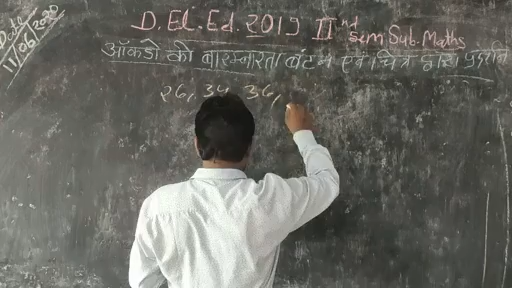 Date
11/06/2020
D.El.Ed.2019 IInd Sem Sub. Maths
आँकडो की बारम्बारता बंटन एवं चित्र द्वारा
26, 34, 36,